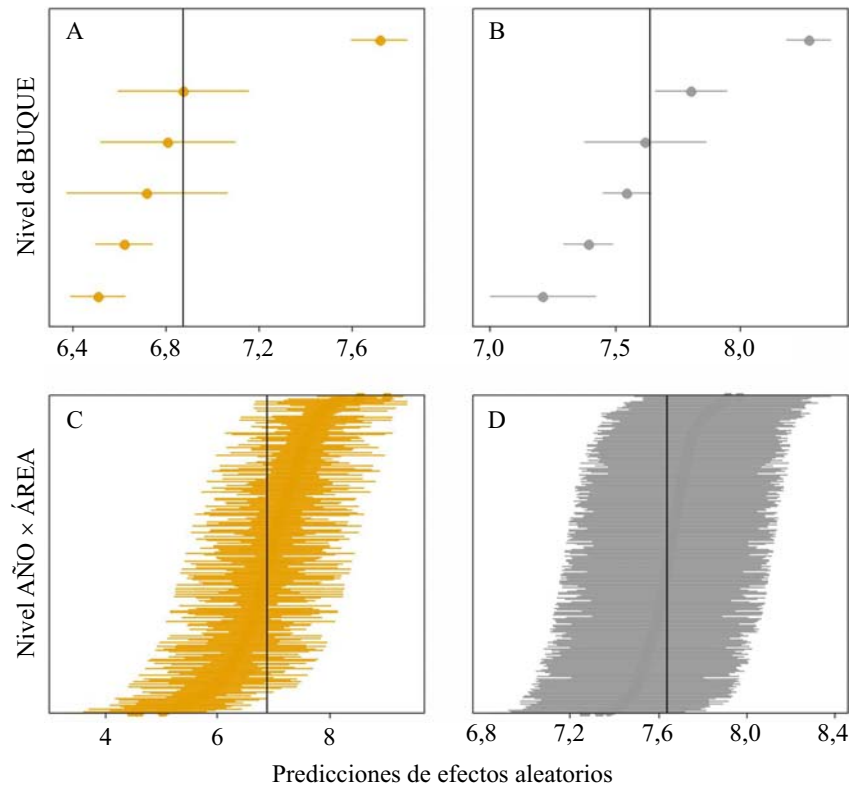 A
B
Nivel de BUQUE
6,4 6,8 7,2 7,6
7,0 7,5 8,0
C
D
Nivel AÑO × ÁREA
4 6 8
6,8 7,2 7,6 8,0 8,4
Predicciones de efectos aleatorios